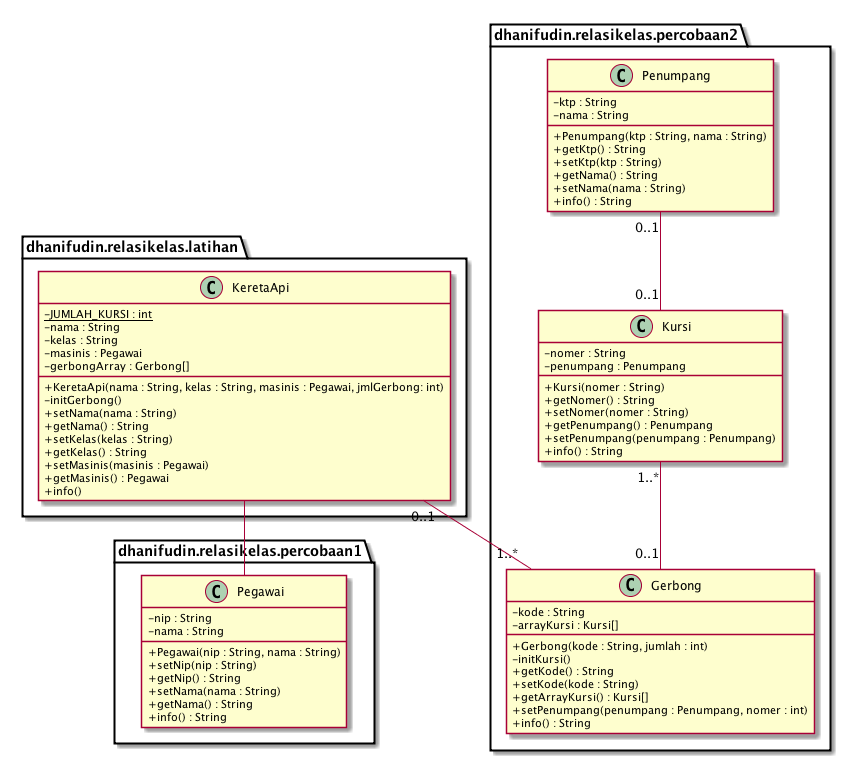 dhanifudin.relasikelas.percobaan2
C Penumpang
-ktp : String
-nama : String
+Penumpang(ktp : String, nama : String)
+getKtp() : String
+setKtp(ktp : String)
+getNama() : String
+setNama(nama : String)
+info() : String
0..1
0..1
C Kursi
-nomer : String
-penumpang : Penumpang
+Kursi(nomer : String)
+getNomer() : String
+setNomer(nomer : String)
+getPenumpang() : Penumpang
+setPenumpang(penumpang : Penumpang)
+info() : String
1..*
0..1
C Gerbong
-kode : String
-arrayKursi : Kursi[]
+Gerbong(kode : String, jumlah : int)
-initKursi()
+getKode() : String
+setKode(kode : String)
+getArrayKursi() : Kursi[]
+setPenumpang(penumpang : Penumpang, nomer : int)
+info() : String
dhanifudin.relasikelas.latihan
C KeretaApi
-JUMLAH_KURSI : int
-nama : String
-kelas : String
-masinis : Pegawai
-gerbongArray : Gerbong[]
+KeretaApi(nama : String, kelas : String, masinis : Pegawai, jmlGerbong: int)
-initGerbong()
+setNama(nama : String)
+getNama() : String
+setKelas(kelas : String)
+getKelas() : String
+setMasinis(masinis : Pegawai)
+getMasinis() : Pegawai
+info()
0..1
1..*
dhanifudin.relasikelas.percobaan1
C Pegawai
-nip : String
-nama : String
+Pegawai(nip : String, nama : String)
+setNip(nip : String)
+getNip() : String
+setNama(nama : String)
+getNama() : String
+info() : String